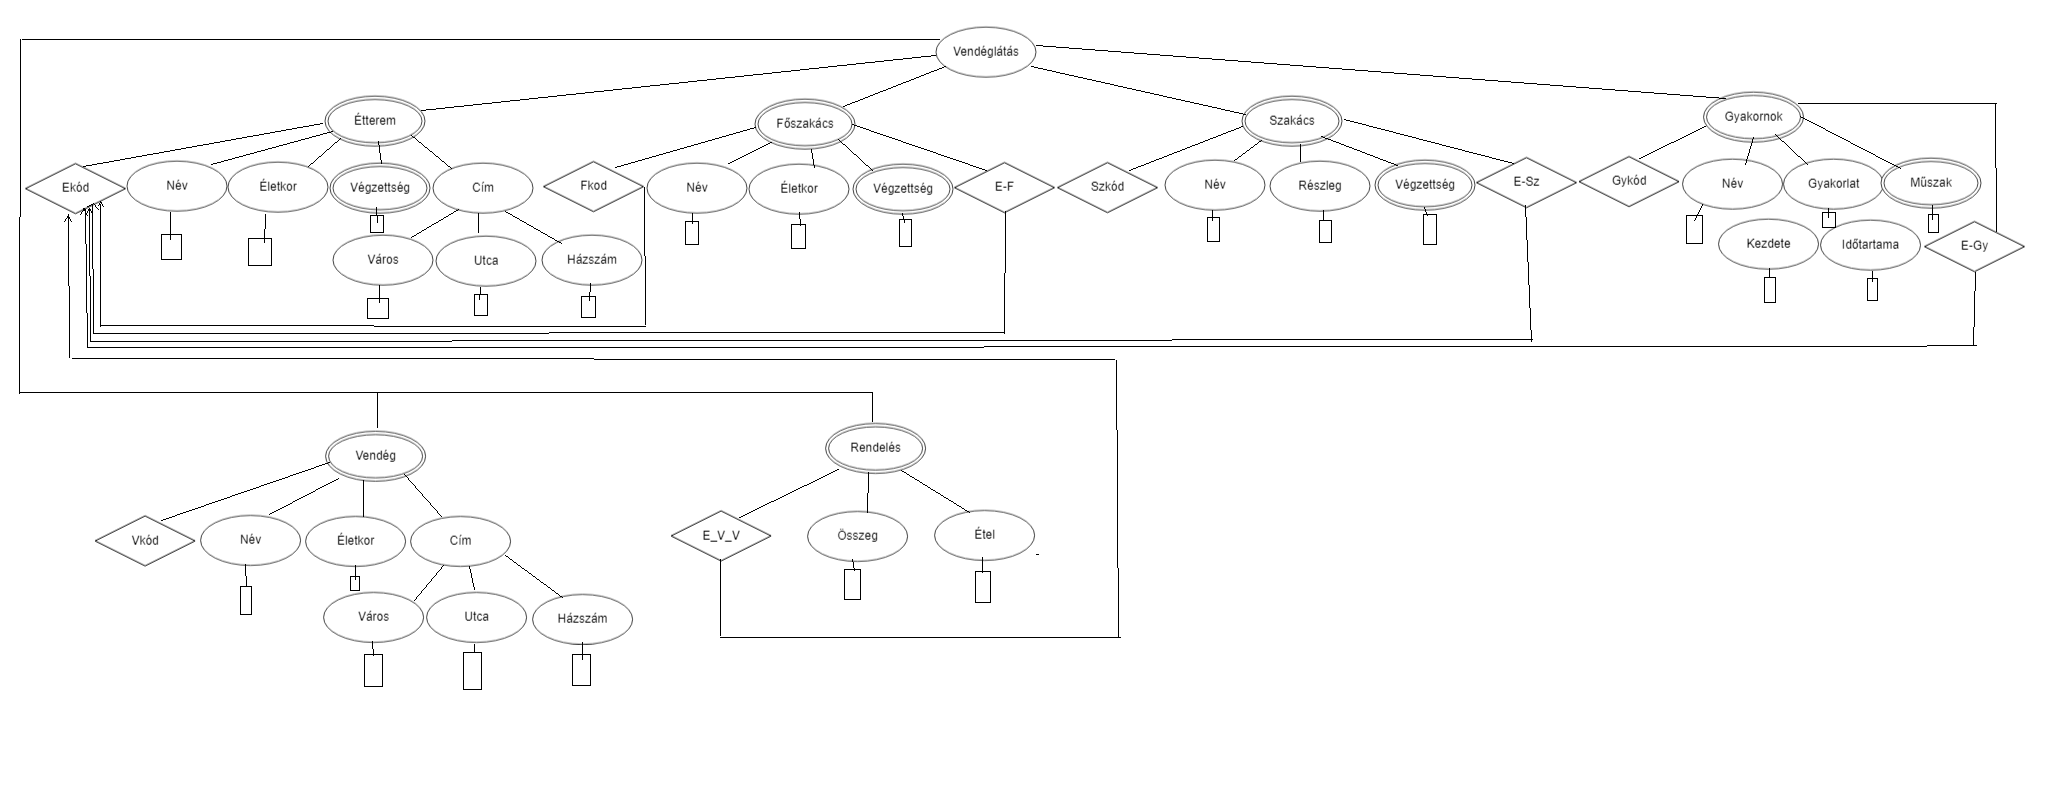 Vendéglátás
Étterem
Főszakács
Szakács
Gyakornok
Ekód
Név
Életkor
Végzettség
Cím
Fkod
Név
Életkor
Végzettség
E-F
Szkód
Név
Részleg
Végzettség
E-Sz
Gykód
Név
Gyakorlat
Műszak
Város
Utca
Házszám
Kezdete
Időtartama
E-Gy
Vendég
Rendelés
Vkód
Név
Életkor
Cím
E_V_V
Összeg
Étel
Város
Utca
Házszám